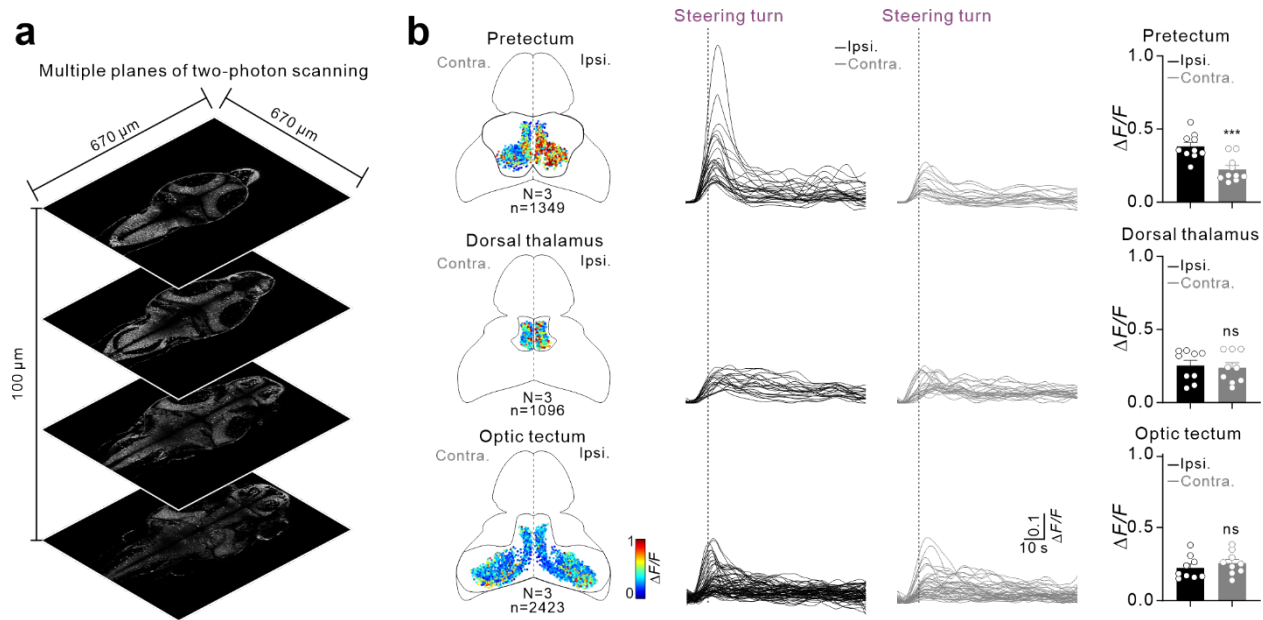 a
Multiple planes of two-photon scanning
670 µm
670 µm
100 µm
b
Pretectum
Contra.
Ipsi.
N=3
n=1349
Dorsal thalamus
Contra.
Ipsi.
N=3
n=1096
Optic tectum
Contra.
Ipsi.
N=3
n=2423
1
0
ΔF/F
Steering turn
Steering turn
Ipsi.
Contra.
0.1
ΔF/F
10 s
Pretectum
1.0
Ipsi.
Contra.
ΔF/F
0.5
***
0.0
Dorsal thalamus
1.0
Ipsi.
Contra.
ΔF/F
0.5
ns
0.0
Optic tectum
1.0
Ipsi.
Contra.
ΔF/F
0.5
ns
0.0